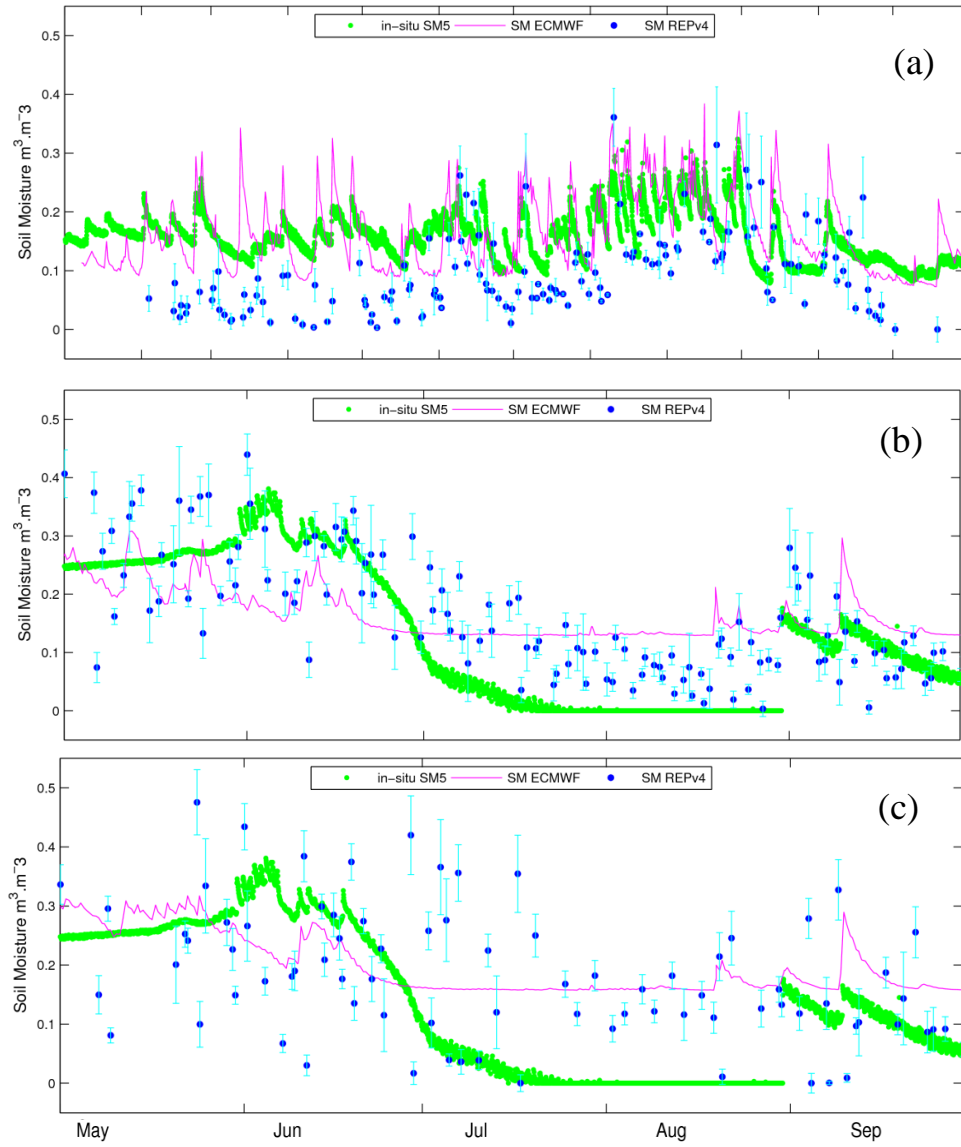 in-situ SM5 SM ECMWF SM REPv4
(a)
Soil Moisture m³.m−3
0.5
0.4
0.3
0.2
0.1
0
in-situ SM5 SM ECMWF SM REPv4
(b)
Soil Moisture m³.m−3
0.5
0.4
0.3
0.2
0.1
0
in-situ SM5 SM ECMWF SM REPv4
(c)
Soil Moisture m³.m−3
0.5
0.4
0.3
0.2
0.1
0
May Jun Jul Aug Sep